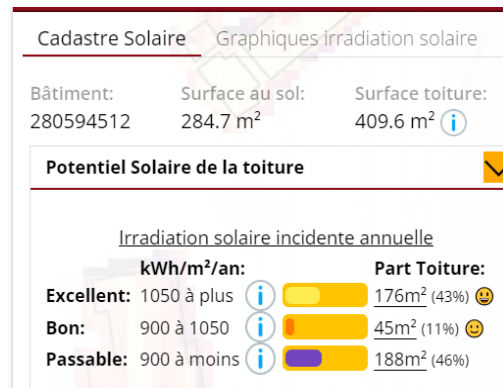 Cadastre Solaire Graphiques irradiation solaire
Bâtiment: Surface au sol: Surface toiture:
280594512 284.7 m² 409.6 m² i
Potentiel Solaire de la toiture
Irradiation solaire incidente annuelle
kWh/m²/an: Part Toiture:
Excellent: 1050 à plus i 176m² (43%)
Bon: 900 à 1050 i 45m² (11%)
Passable: 900 à moins i 188m² (46%)